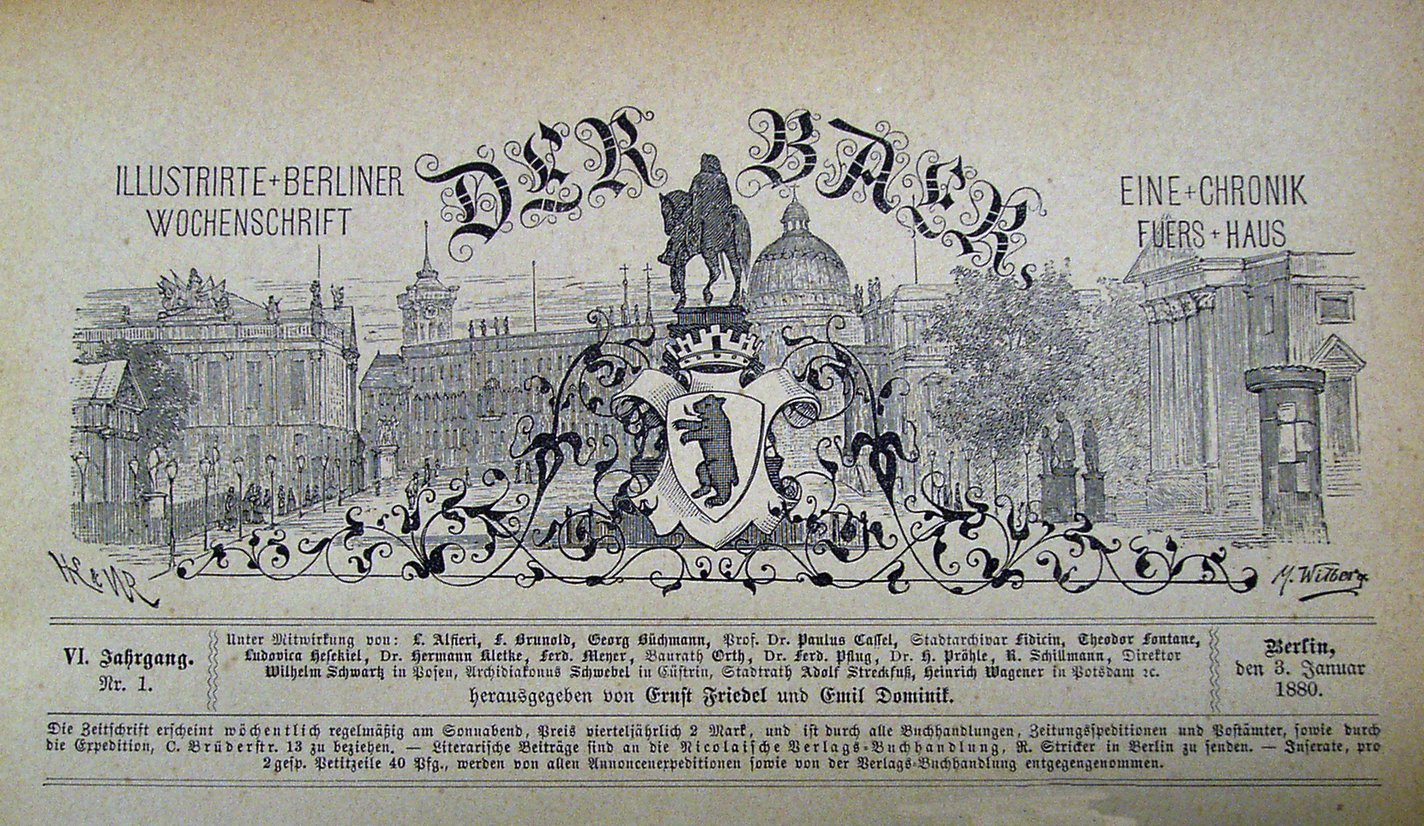 DER BAER,
ILLUSTRIRTE+BERLINER
WOCHENSCHRIFT
EINE+CHRONIK
FUËRS+HAUS
H.L & NR
M. Wilberg.
VI. Jahrgang.
Nr. 1.
Unter Mitwirkung von: L. Alfieri, F. Brunold, Georg Büchmann, Prof. Dr. Paulus Cassel, Stadtarchivar Fidicin, Theodor Fontane,
Ludovica Hesekiel, Dr. Hermann Kletke, Ferd. Meyer, Baurath Orth, Dr. Ferd. Pflug, Dr. H. Pröhle, R. Schillmann, Direktor
Wilhelm Schwartz in Posen, Archidiakonus Schwebel in Cüstrin, Stadtrath Adolf Streckfuß, Heinrich Wagener in Potsdam ꝛc.
herausgegeben von Ernst Friedel und Emil Dominik.
Berlin,
den 3. Januar
1880.
Die Zeitschrift erscheint wöchentlich regelmäßig am Sonnabend, Preis vierteljährlich 2 Mark, und ist durch alle Buchhandlungen, Zeitungsspeditionen und Postämter, sowie durch
die Expedition, C. Brüderstr. 13 zu beziehen. — Literarische Beiträge sind an die Nicolaische Verlags-Buchhandlung, R. Stricker in Berlin zu senden. — Inserate, pro
2gesp. Petitzeile 40 Pfg., werden von allen Annoncenexpeditionen sowie von der Verlags-Buchhandlung entgegengenommen.